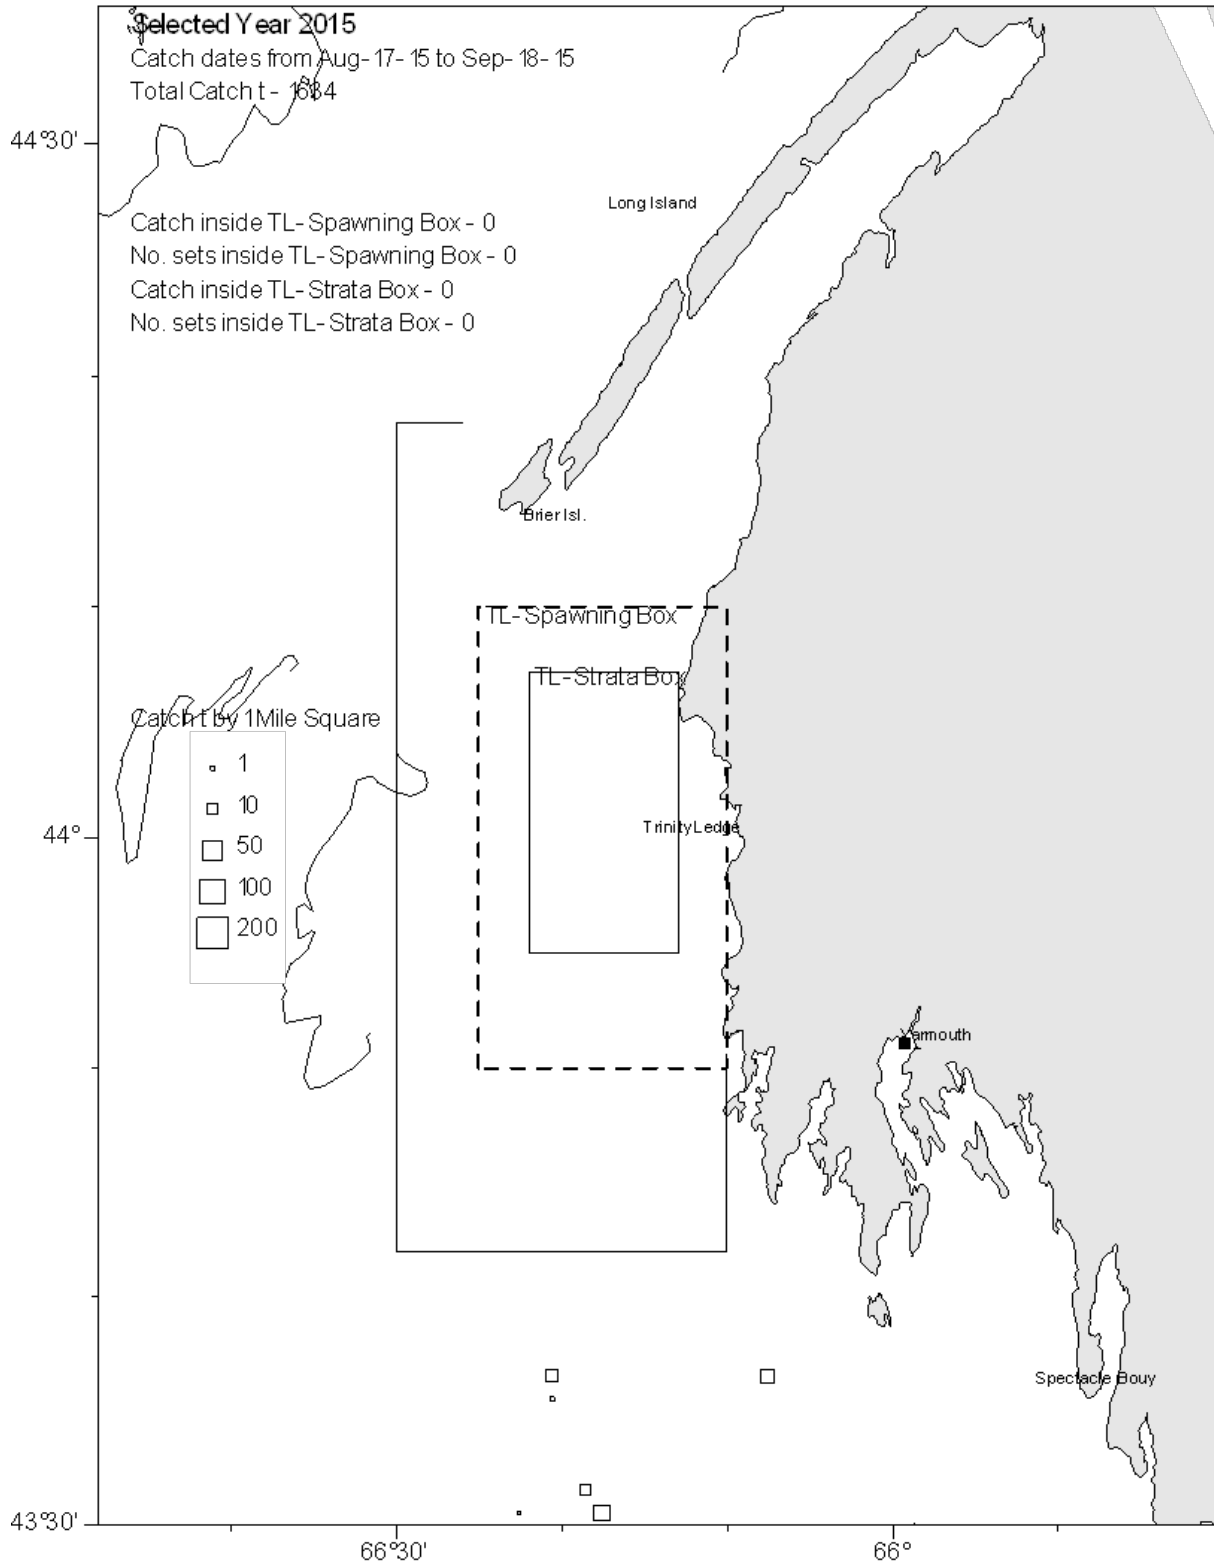 Selected Year 2015
Catch dates from Aug-17-15 to Sep-18-15
Total Catch t - 1634
44°30'
Long Island
Catch inside TL-Spawning Box - 0
No. sets inside TL-Spawning Box - 0
Catch inside TL-Strata Box - 0
No. sets inside TL-Strata Box - 0
Brier Isl.
TL-Spawning Box
TL-Strata Box
Catch t by 1 Mile Square
1
10
44°
Trinity Ledge
50
100
200
Yarmouth
Spectacle Bouy
43°30'
66°30'
66°